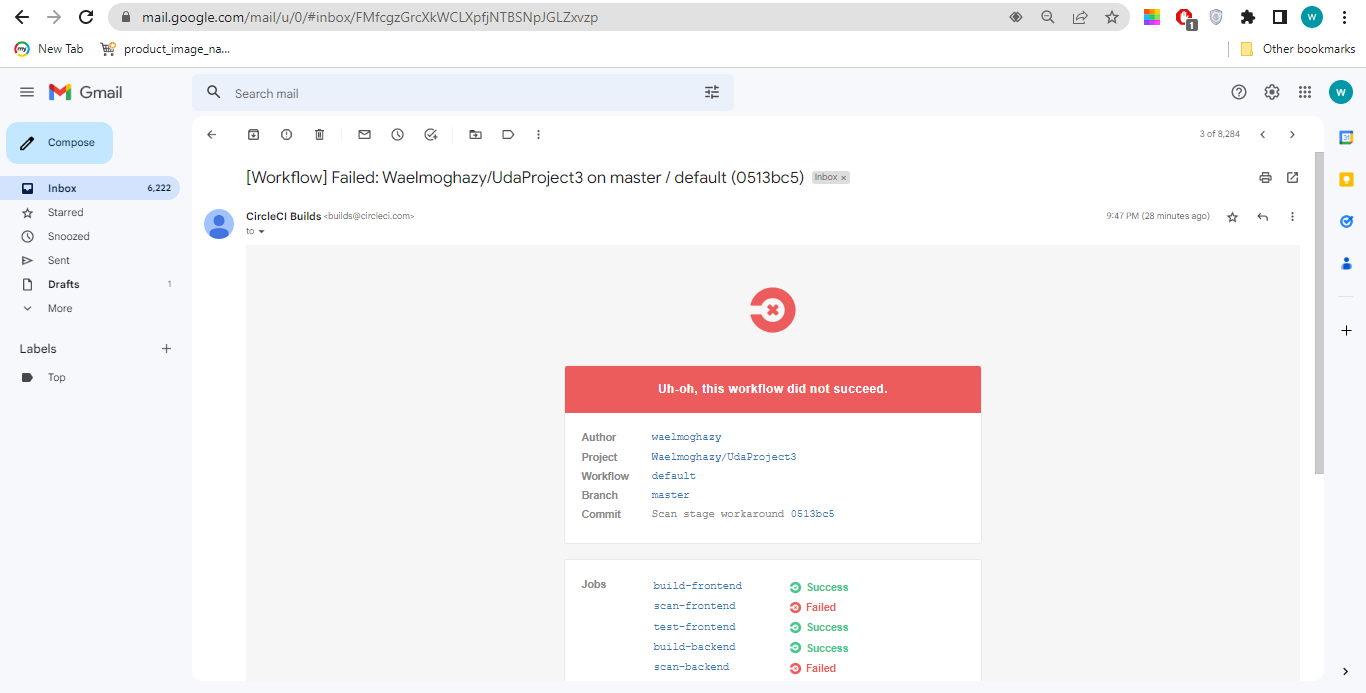 mail.google.com/mail/u/0/#inbox/FMfcgzGrcXkWCLXpfjNTBSNpJGLZxvzp
1
W
my
New Tab
product_image_na...
Other bookmarks
Gmail
Search mail
W
Compose
3 of 8,284
31
[Workflow] Failed: Waelmoghazy/UdaProject3 on master / default (0513bc5)
Inbox x
Inbox 6,222
Starred
Snoozed
Sent
Drafts 1
More
Labels
Top
CircleCI Builds <builds@circleci.com>
9:47 PM (28 minutes ago)
to
Uh-oh, this workflow did not succeed.
Author waelmoghazy
Project Waelmoghazy/UdaProject3
Workflow default
Branch master
Commit Scan stage workaround 0513bc5
Jobs build-frontend Success
scan-frontend Failed
test-frontend Success
build-backend Success
scan-backend Failed